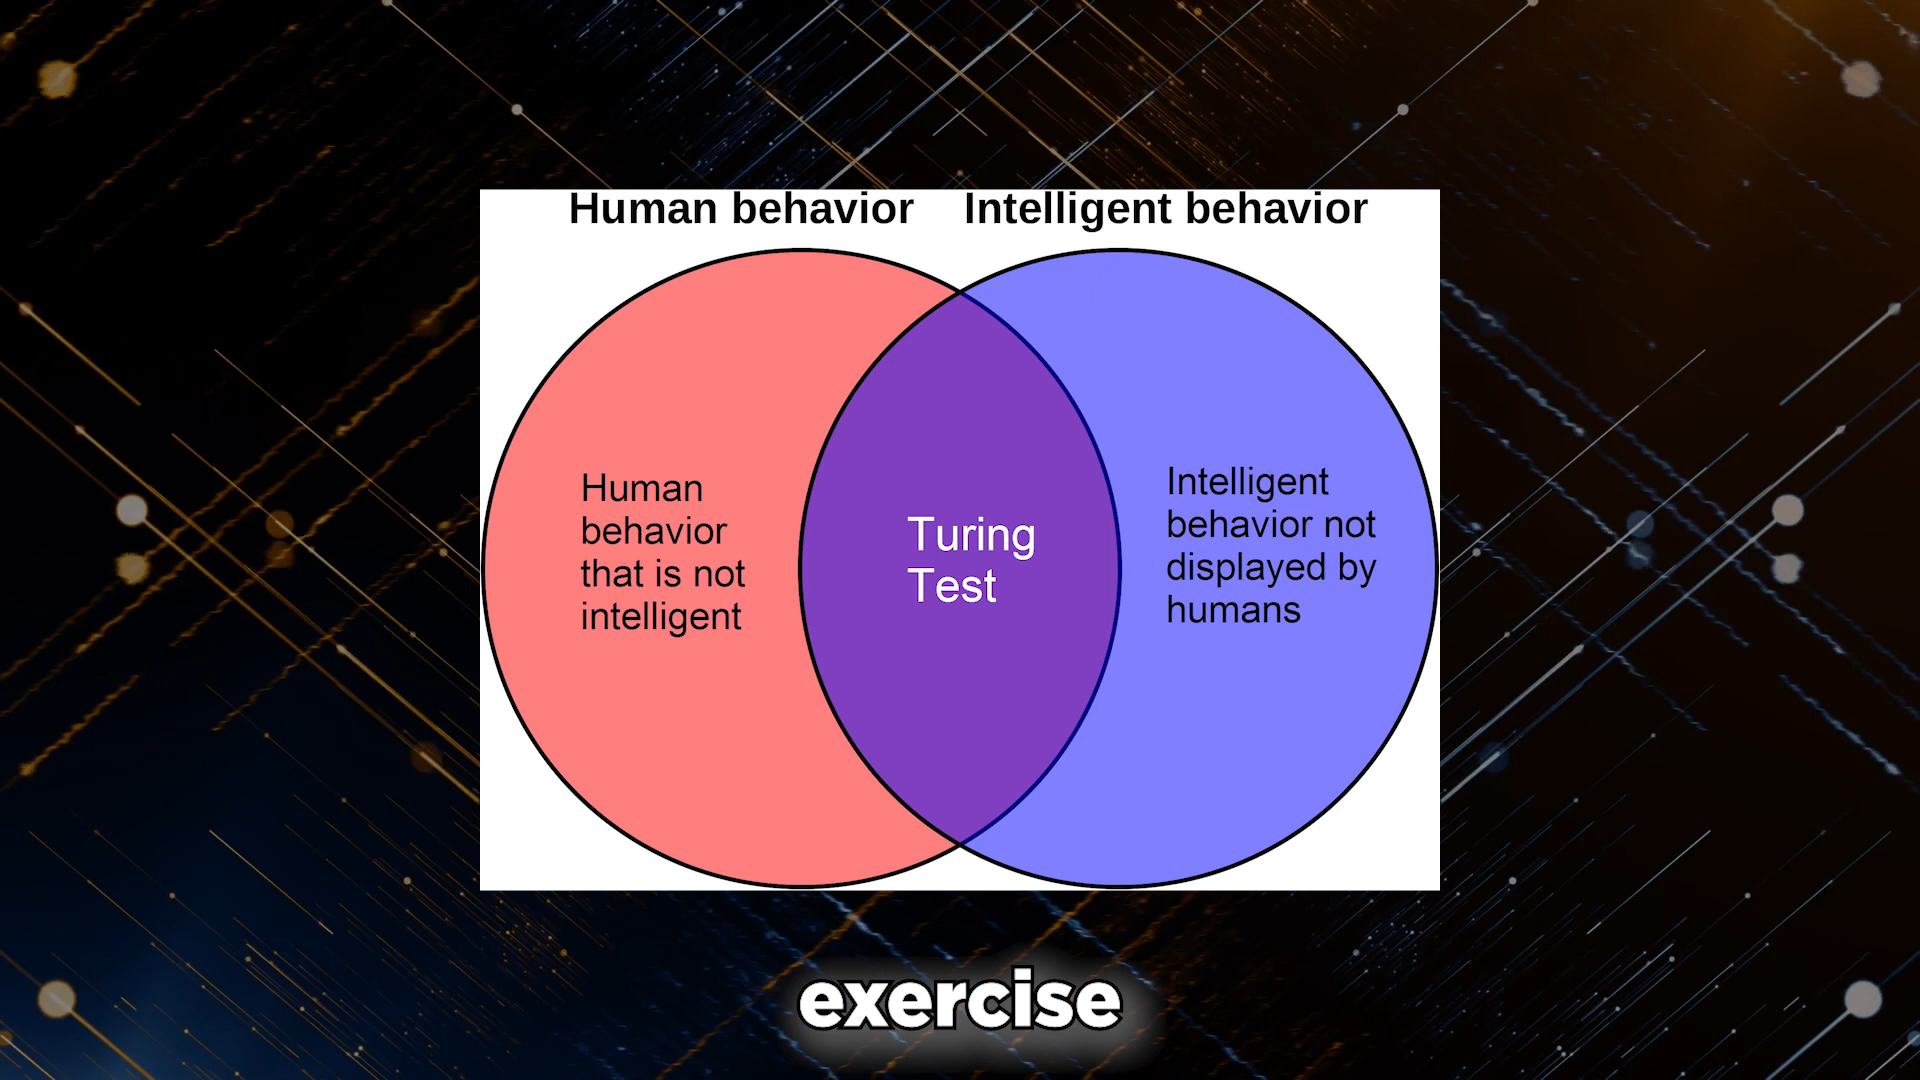 Human behavior
Intelligent behavior
Human
behavior
that is not
intelligent
Turing
Test
Intelligent
behavior not
displayed by
humans
exercise